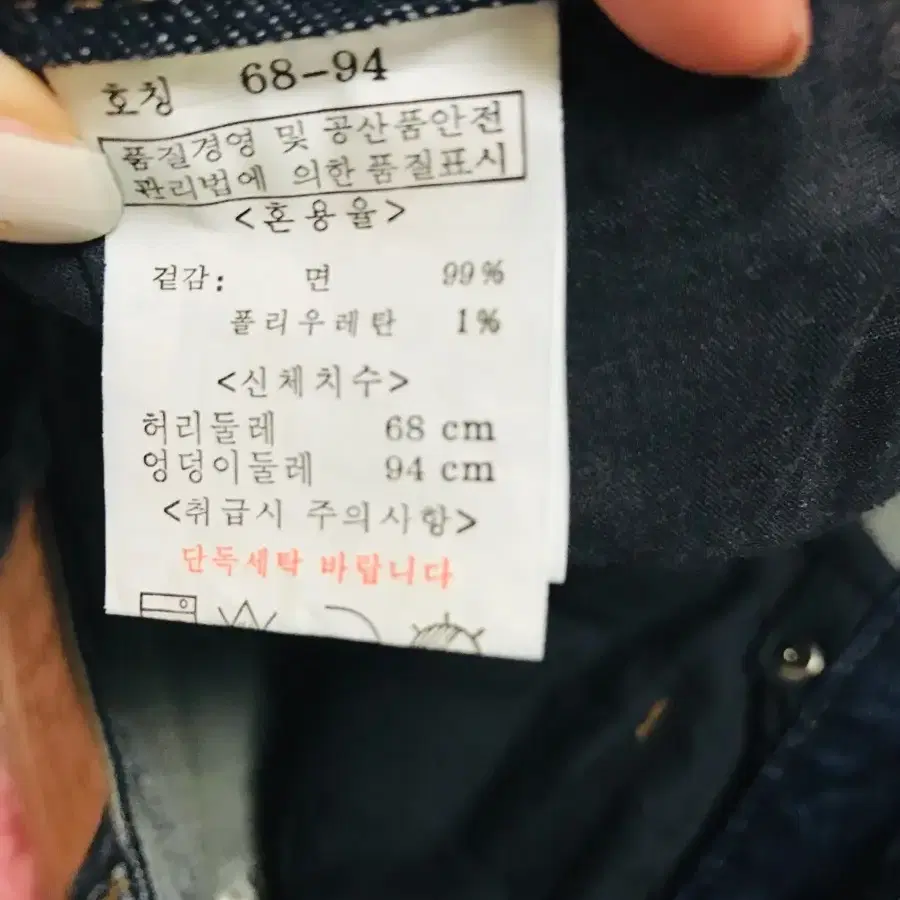 호칭 68-94
품질경영 및 공산품안전
관리법에 의한 품질표시
<혼용율>
겉감: 면 99%
폴리우레탄 1%
<신체치수>
허리둘레 68 cm
엉덩이둘레 94 cm
<취급시 주의사항>
단독세탁 바랍니다